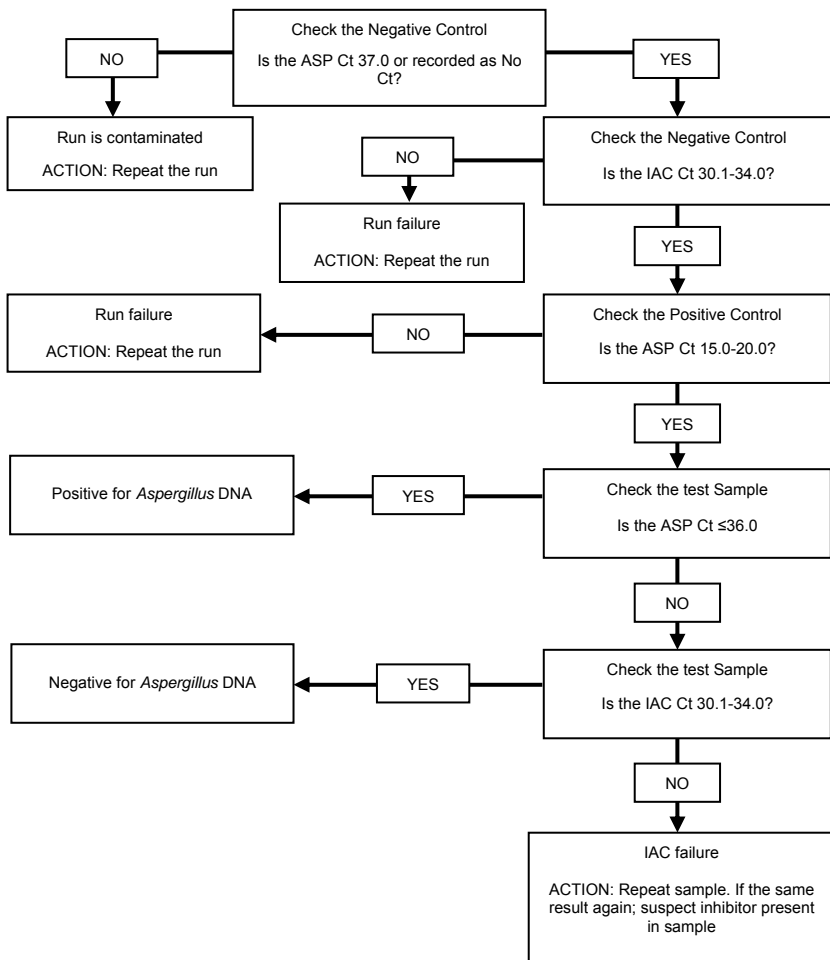 Check the Negative Control
Is the ASP Ct 37.0 or recorded as No
Ct?
NO
YES
Run is contaminated
ACTION: Repeat the run
Check the Negative Control
Is the IAC Ct 30.1-34.0?
NO
Run failure
ACTION: Repeat the run
YES
Check the Positive Control
Is the ASP Ct 15.0-20.0?
NO
Run failure
ACTION: Repeat the run
YES
Check the test Sample
Is the ASP Ct ≤36.0
YES
Positive for Aspergillus DNA
NO
Check the test Sample
Is the IAC Ct 30.1-34.0?
YES
Negative for Aspergillus DNA
NO
IAC failure
ACTION: Repeat sample. If the same
result again; suspect inhibitor present
in sample